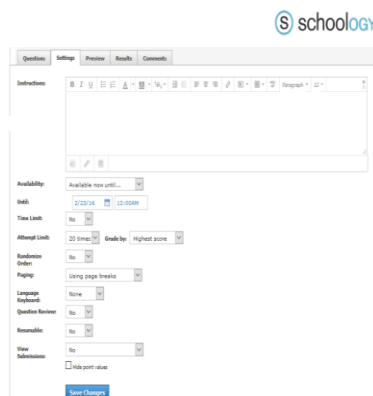 S schoology
Questions Settings Preview Results Comments
Instructions:
B I U A Paragraph
Availability: Available now until...
Until: 2/23/16 12:00AM
Time Limit: No
Attempt Limit: 20 times Grade by: Highest score
Randomize Order: No
Paging: Using page breaks
Language Keyboard: None
Question Review: No
Resumable: No
View Submissions: No
Hide point values
Save Changes